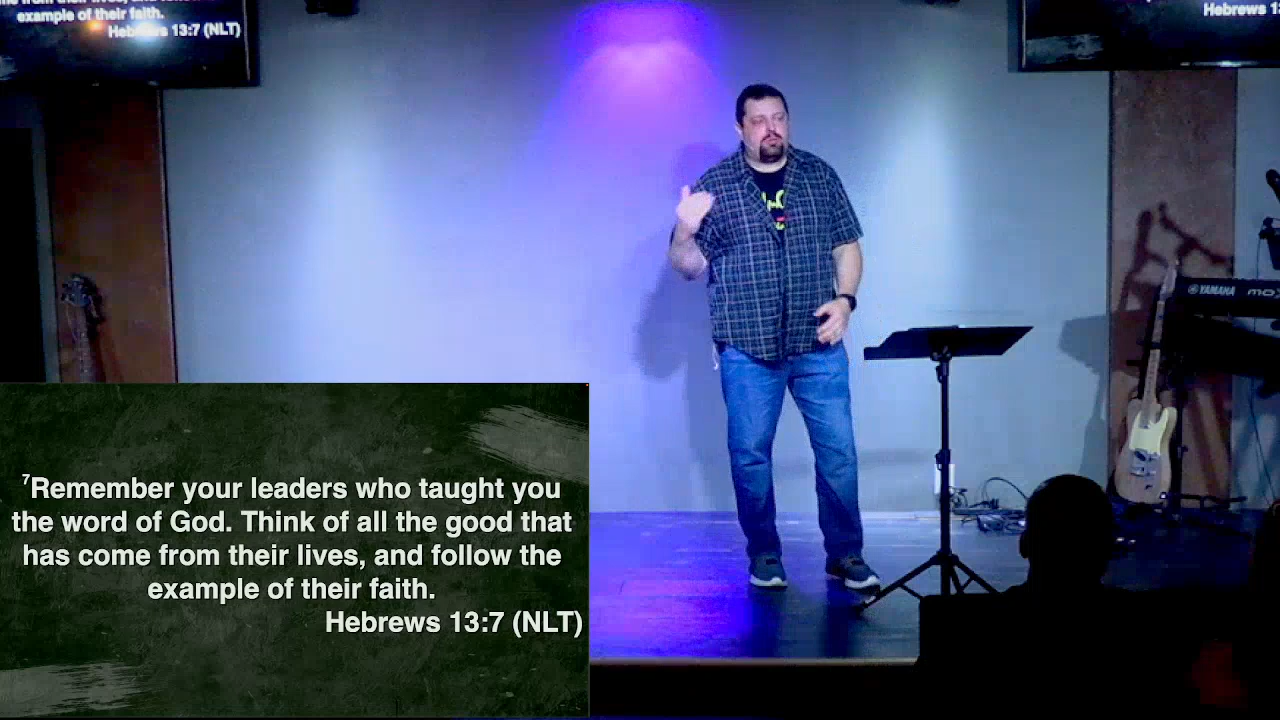 example of their faith.
Hebrews 13:7 (NLT)
Hebrews 13
YAMAHA
⁷Remember your leaders who taught you
the word of God. Think of all the good that
has come from their lives, and follow the
example of their faith.
Hebrews 13:7 (NLT)